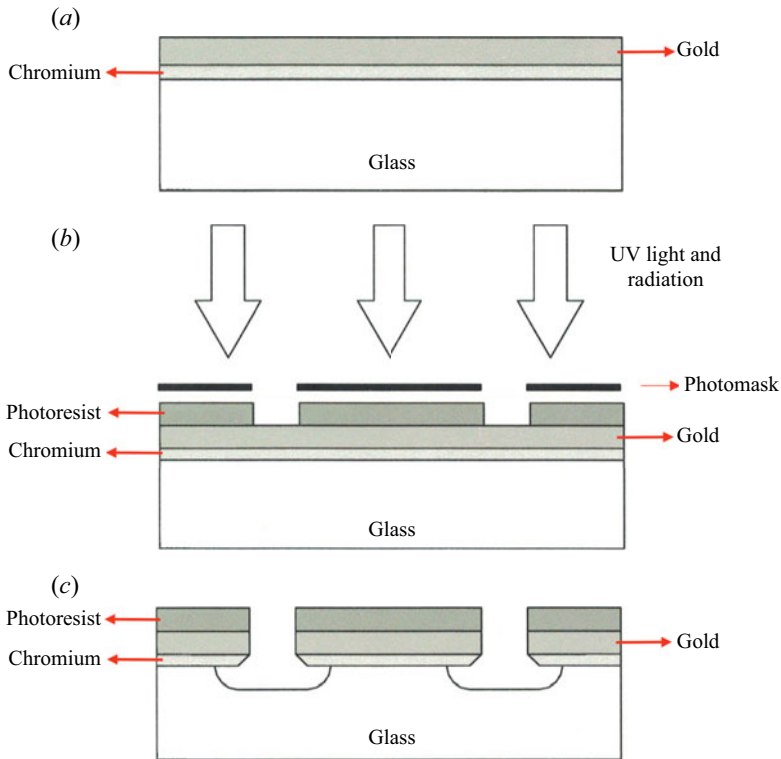 (a)
Gold
Chromium
Glass
(b)
UV light and
radiation
Photomask
Photoresist
Gold
Chromium
Glass
(c)
Photoresist
Gold
Chromium
Glass